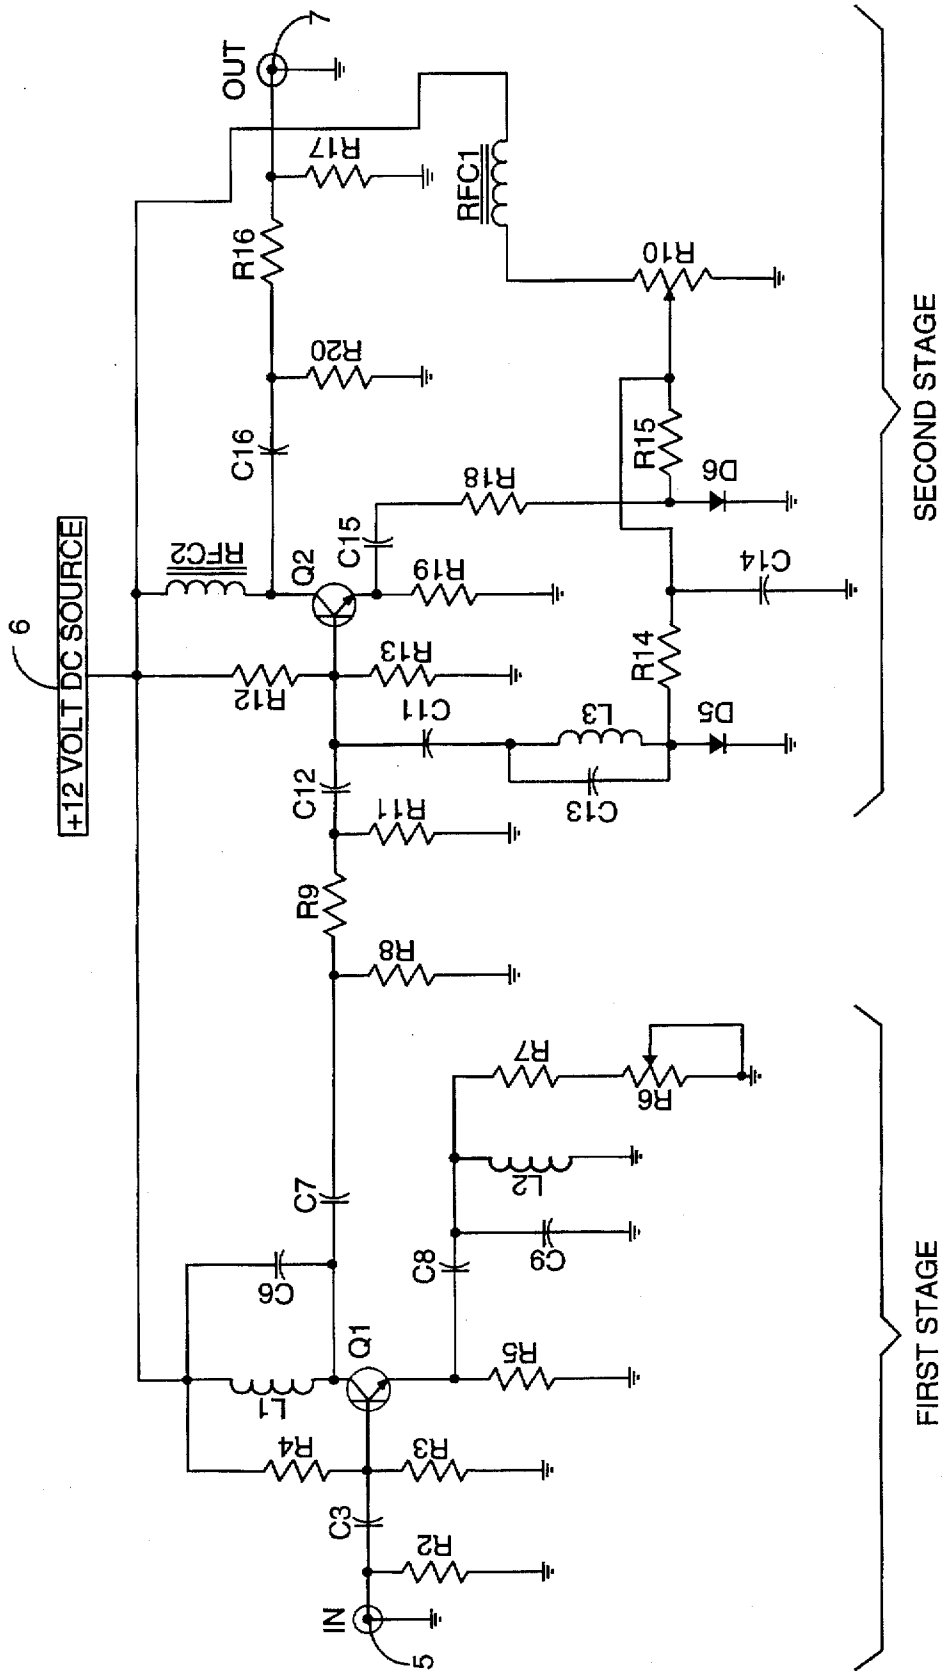 +12 VOLT DC SOURCE
6
OUT
7
R17
R16
R20
C16
RFC1
R10
RFC2
Q2
C15
R18
R15
D6
R19
R12
R13
C14
R14
C11
L3
D5
C12
C13
R11
R9
R8
SECOND STAGE
C7
R7
R6
L2
C6
C8
C9
Q1
L1
R5
R4
R3
C3
R2
IN
5
FIRST STAGE